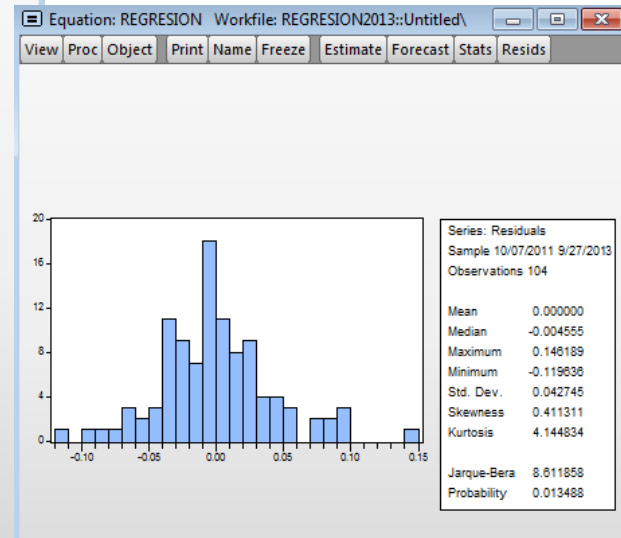 Equation: REGRESION Workfile: REGRESION2013::Untitled\
View Proc Object Print Name Freeze Estimate Forecast Stats Resids
20
16
12
8
4
0
-0.10 -0.05 0.00 0.05 0.10 0.15
Series: Residuals
Sample 10/07/2011 9/27/2013
Observations 104
Mean 0.000000
Median -0.004555
Maximum 0.146189
Minimum -0.119636
Std. Dev. 0.042745
Skewness 0.411311
Kurtosis 4.144834
Jarque-Bera 8.611858
Probability 0.013488